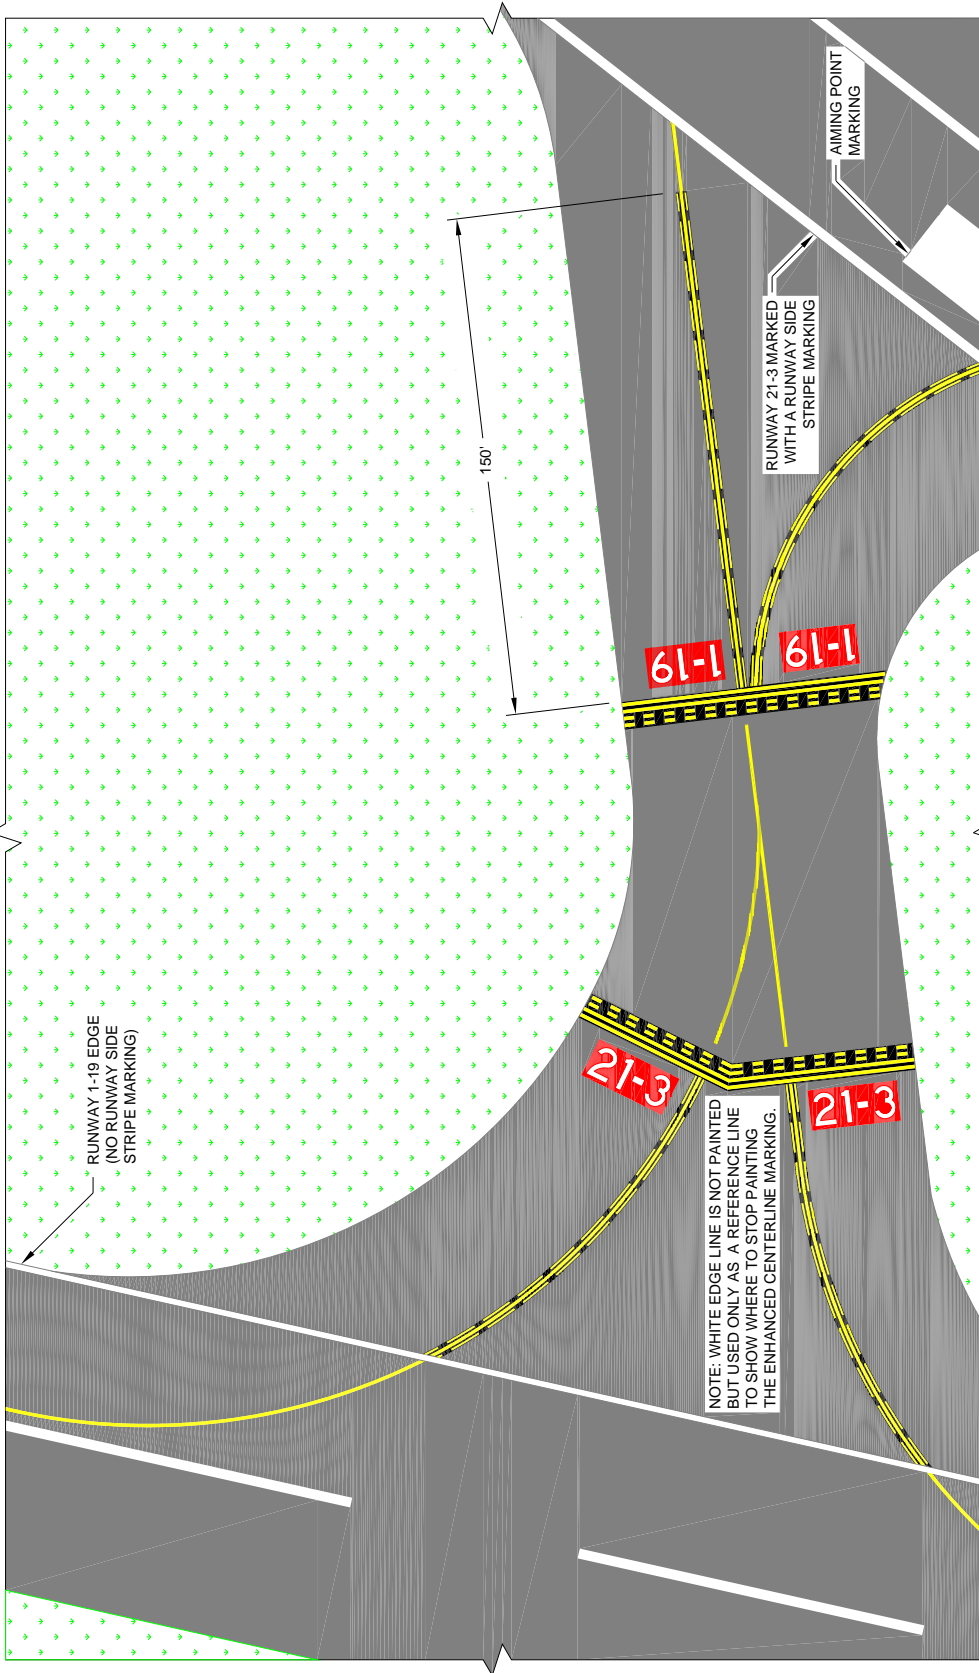 RUNWAY 1-19 EDGE
(NO RUNWAY SIDE
STRIPE MARKING)
21-3
21-3
NOTE: WHITE EDGE LINE IS NOT PAINTED
BUT USED ONLY AS A REFERENCE LINE
TO SHOW WHERE TO STOP PAINTING
THE ENHANCED CENTERLINE MARKING.
150'
1-19
1-19
RUNWAY 21-3 MARKED
WITH A RUNWAY SIDE
STRIPE MARKING
AIMING POINT
MARKING